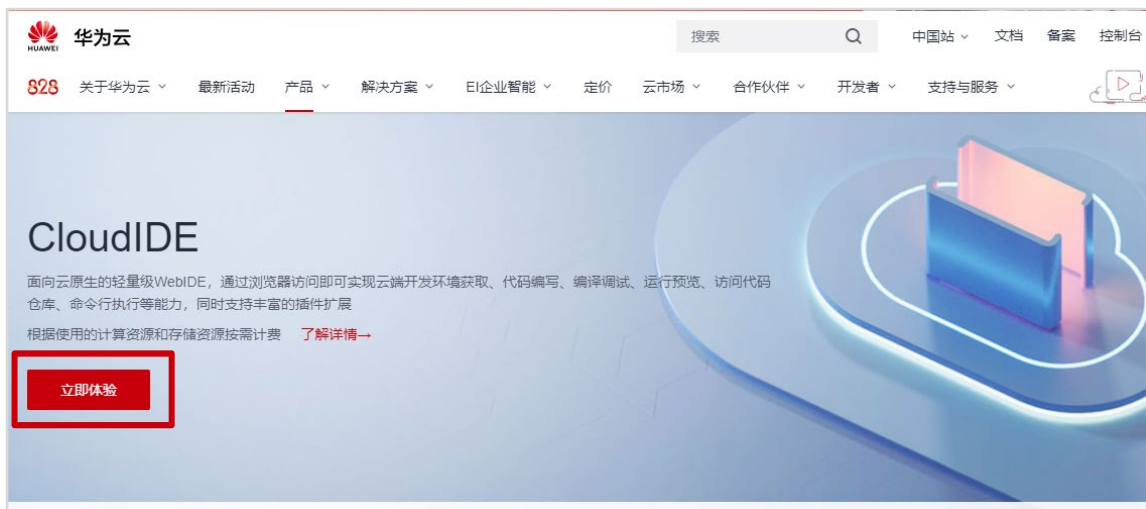 HUAWEI
华为云
搜索
中国站
文档
备案
控制台
828
关于华为云
最新活动
产品
解决方案
EI企业智能
定价
云市场
合作伙伴
开发者
支持与服务
CloudIDE
面向云原生的轻量级WebIDE，通过浏览器访问即可实现云端开发环境获取、代码编写、编译调试、运行预览、访问代码
仓库、命令行执行等能力，同时支持丰富的插件扩展
根据使用的计算资源和存储资源按需计费 了解详情→
立即体验